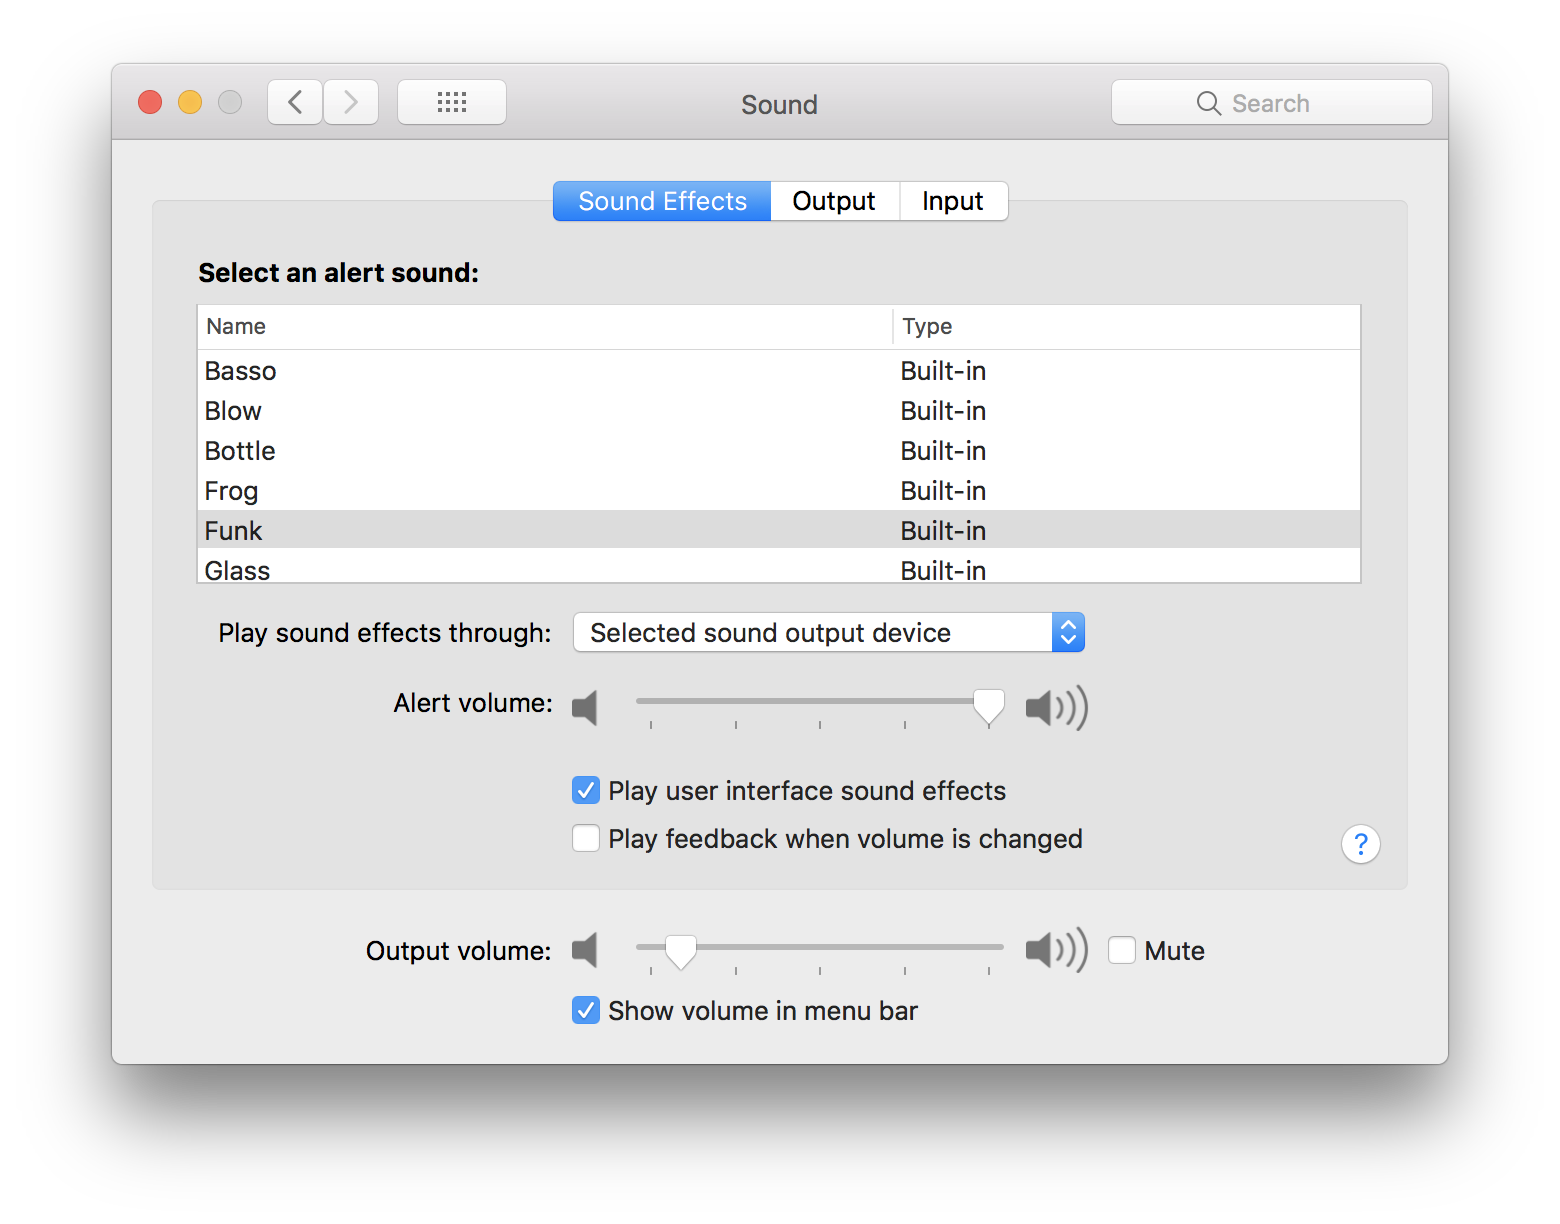 Sound
Search
Sound Effects Output Input
Select an alert sound:
Name Type
Basso Built-in
Blow Built-in
Bottle Built-in
Frog Built-in
Funk Built-in
Glass Built-in
Play sound effects through: Selected sound output device
Alert volume:
Play user interface sound effects
Play feedback when volume is changed
?
Output volume: Mute
Show volume in menu bar